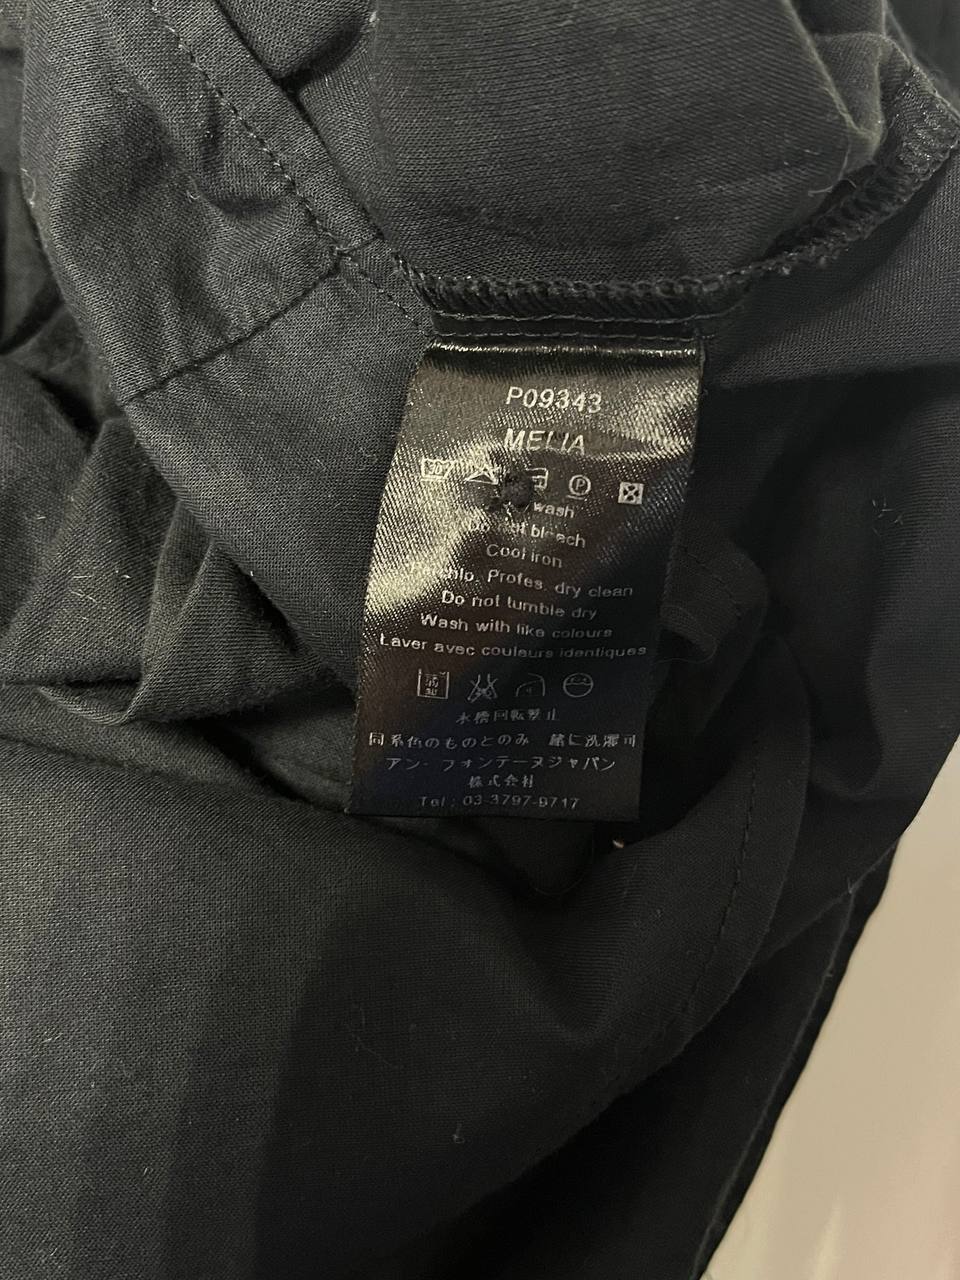 P09343
MELIA
30°
P
wash
Do not bleach
Cool iron
Perchlo. Profes. dry clean
Do not tumble dry
Wash with like colours
Laver avec couleurs identiques
水槽回転禁止
同系色のものとのみ 緒に洗濯可
アン・フォンテーヌジャパン
株式会社
Tel : 03-3797-9717